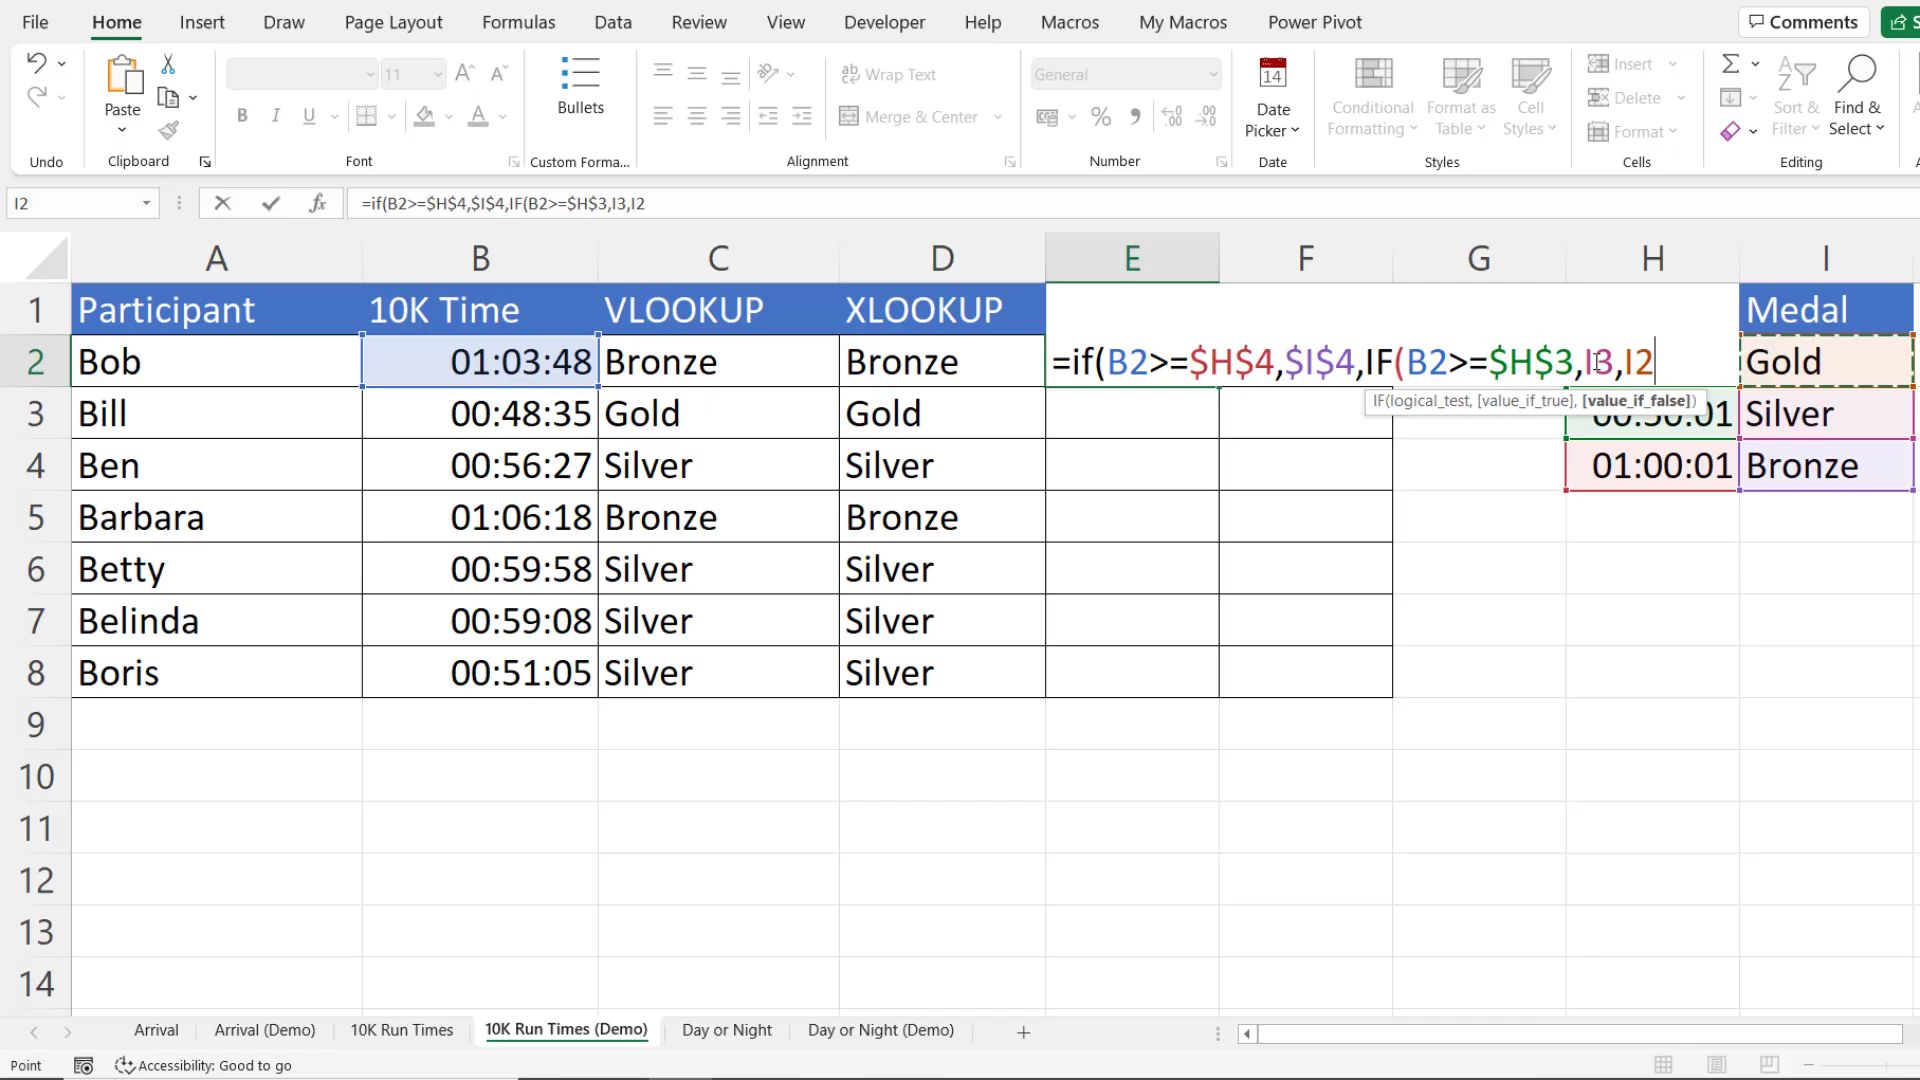 File Home Insert Draw Page Layout Formulas Data Review View Developer Help Macros My Macros Power Pivot Comments
11 General 14
Wrap Text Insert
Paste Bullets Date Picker Conditional Formatting Format as Table Cell Styles Delete Sort & Filter Find & Select
B I U Merge & Center % Format
Undo Clipboard Font Custom Forma... Alignment Number Date Styles Cells Editing
I2 fx =if(B2>=$H$4,$I$4,IF(B2>=$H$3,I3,I2
A B C D E F G H I
1 Participant 10K Time VLOOKUP XLOOKUP Medal
2 Bob 01:03:48 Bronze Bronze =if(B2>=$H$4,$I$4,IF(B2>=$H$3,I3,I2 Gold
IF(logical_test, [value_if_true], [value_if_false])
3 Bill 00:48:35 Gold Gold Silver
4 Ben 00:56:27 Silver Silver 01:00:01 Bronze
5 Barbara 01:06:18 Bronze Bronze
6 Betty 00:59:58 Silver Silver
7 Belinda 00:59:08 Silver Silver
8 Boris 00:51:05 Silver Silver
9
10
11
12
13
14
Arrival Arrival (Demo) 10K Run Times 10K Run Times (Demo) Day or Night Day or Night (Demo)
Point Accessibility: Good to go